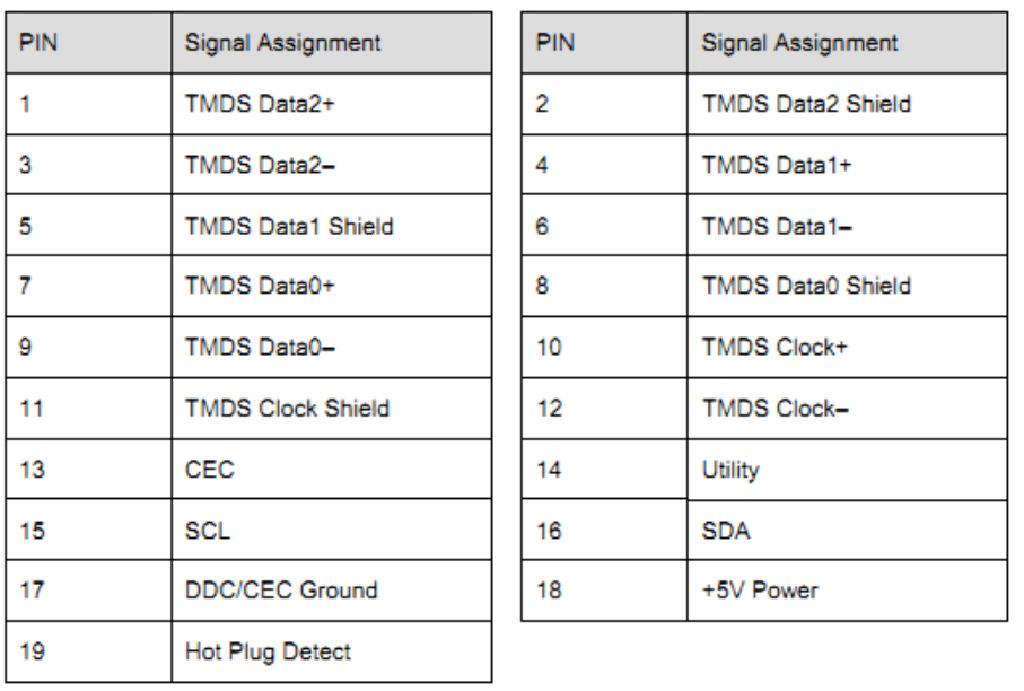 PIN Signal Assignment
1 TMDS Data2+
3 TMDS Data2–
5 TMDS Data1 Shield
7 TMDS Data0+
9 TMDS Data0–
11 TMDS Clock Shield
13 CEC
15 SCL
17 DDC/CEC Ground
19 Hot Plug Detect
PIN Signal Assignment
2 TMDS Data2 Shield
4 TMDS Data1+
6 TMDS Data1–
8 TMDS Data0 Shield
10 TMDS Clock+
12 TMDS Clock–
14 Utility
16 SDA
18 +5V Power